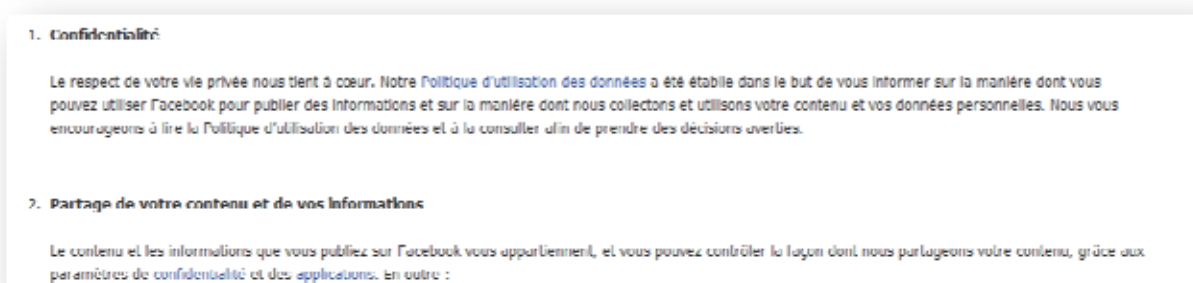 1. Confidentialité
Le respect de votre vie privée nous tient à cœur. Notre Politique d'utilisation des données a été établie dans le but de vous informer sur la manière dont vous
pouvez utiliser Facebook pour publier des informations et sur la manière dont nous collectons et utilisons votre contenu et vos données personnelles. Nous vous
encourageons à lire la Politique d'utilisation des données et à la consulter afin de prendre des décisions averties.
2. Partage de votre contenu et de vos informations
Le contenu et les informations que vous publiez sur Facebook vous appartiennent, et vous pouvez contrôler la façon dont nous partageons votre contenu, grâce aux
paramètres de confidentialité et des applications. En outre :